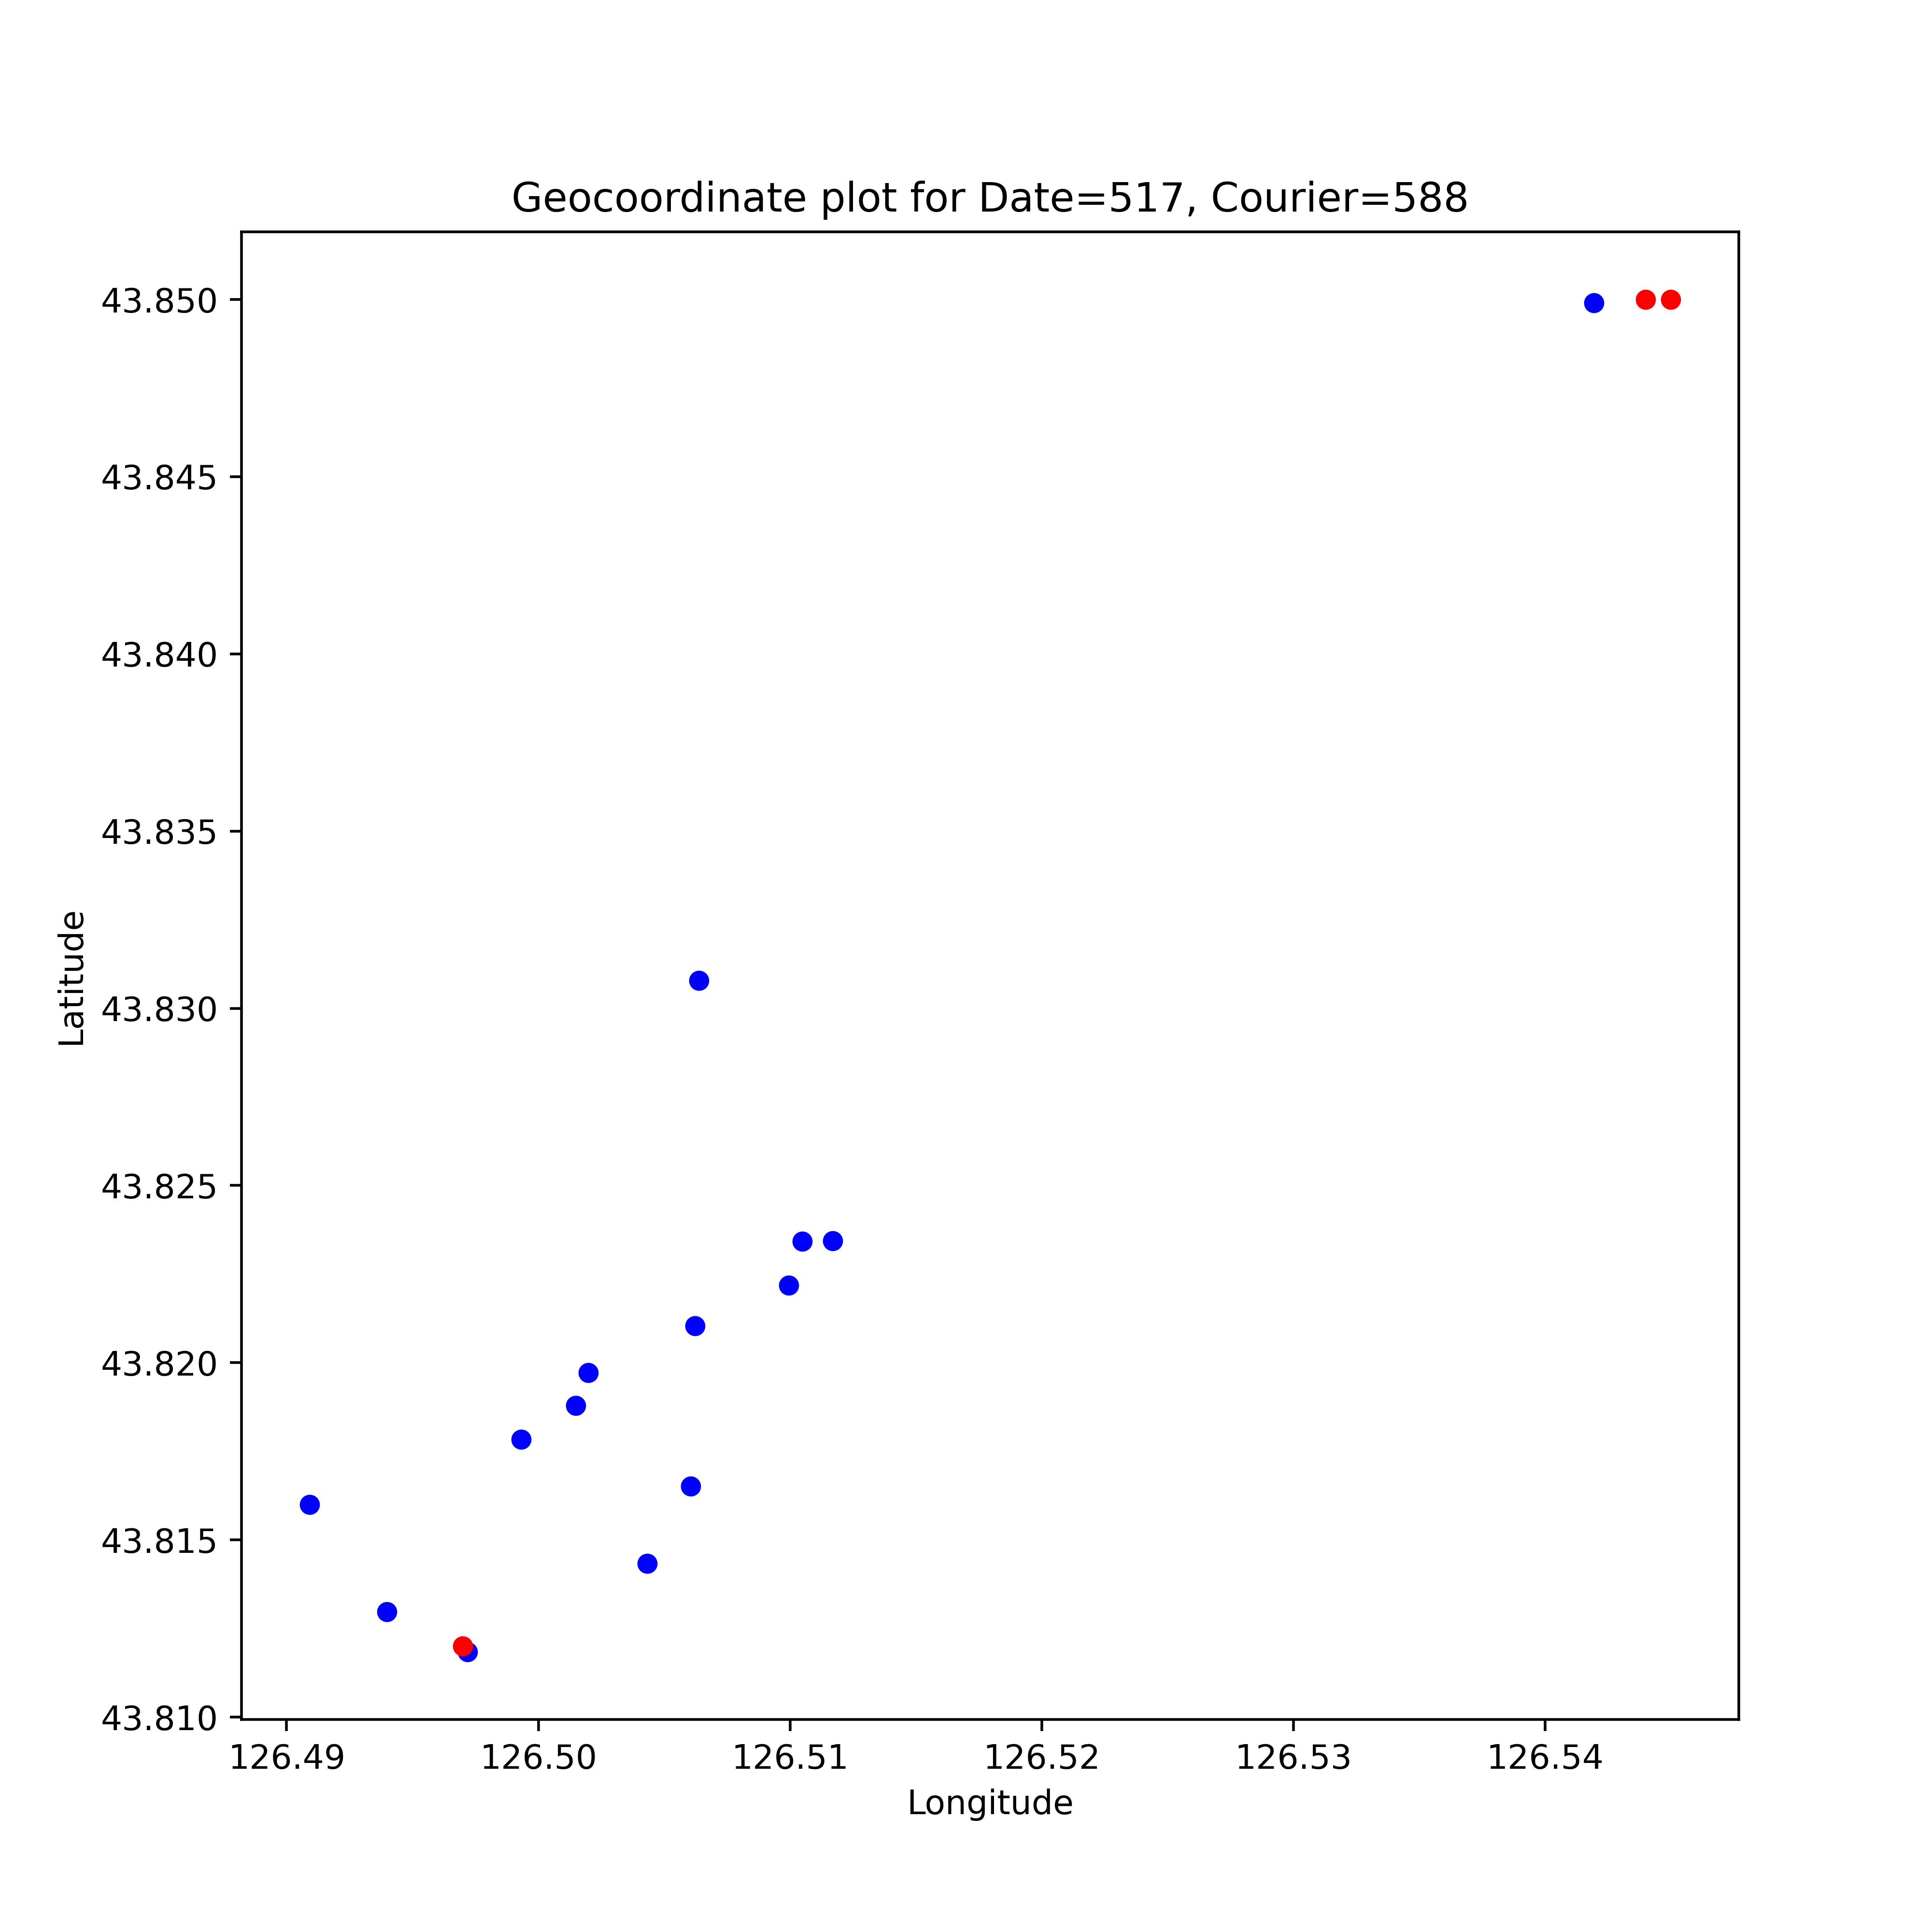 Geocoordinate plot for Date=517, Courier=588
43.850
43.845
43.840
43.835
43.830
43.825
43.820
43.815
43.810
Latitude
126.49 126.50 126.51 126.52 126.53 126.54
Longitude